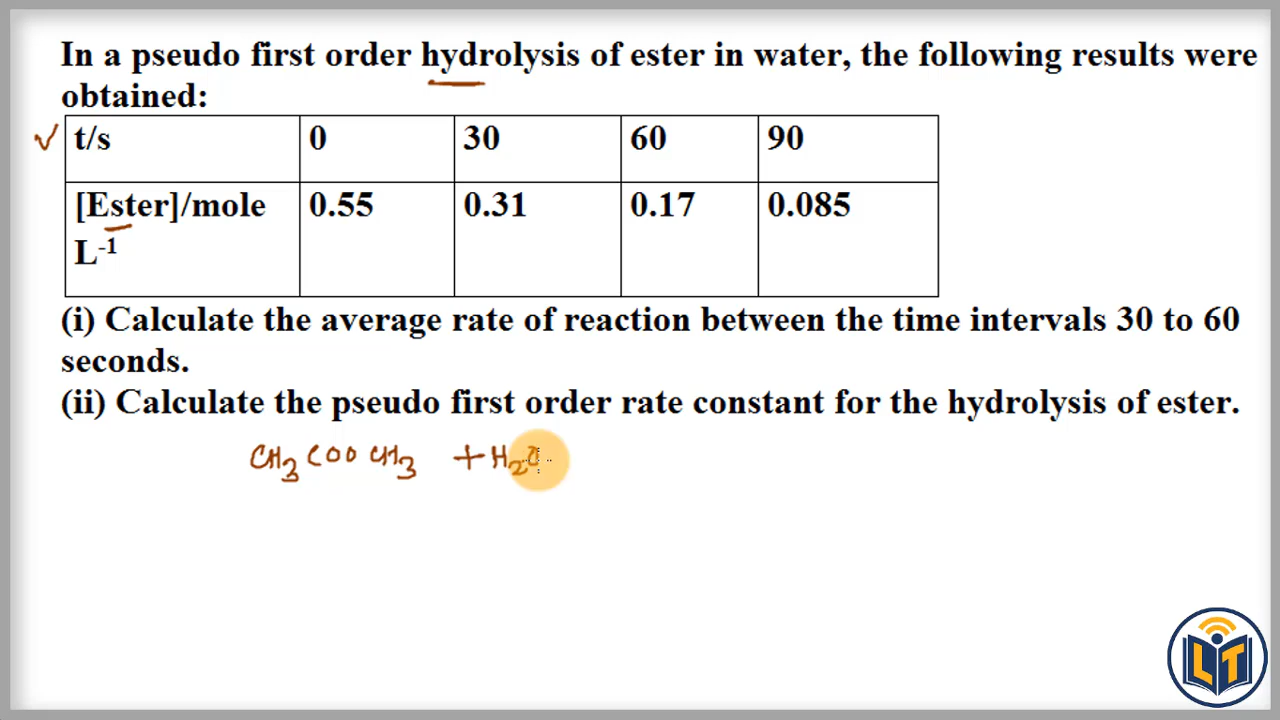 In a pseudo first order hydrolysis of ester in water, the following results were
obtained:
t/s 0 30 60 90
[Ester]/mole 0.55 0.31 0.17 0.085
L⁻¹
(i) Calculate the average rate of reaction between the time intervals 30 to 60
seconds.
(ii) Calculate the pseudo first order rate constant for the hydrolysis of ester.
CH₃COOCH₃ + H₂O
LT